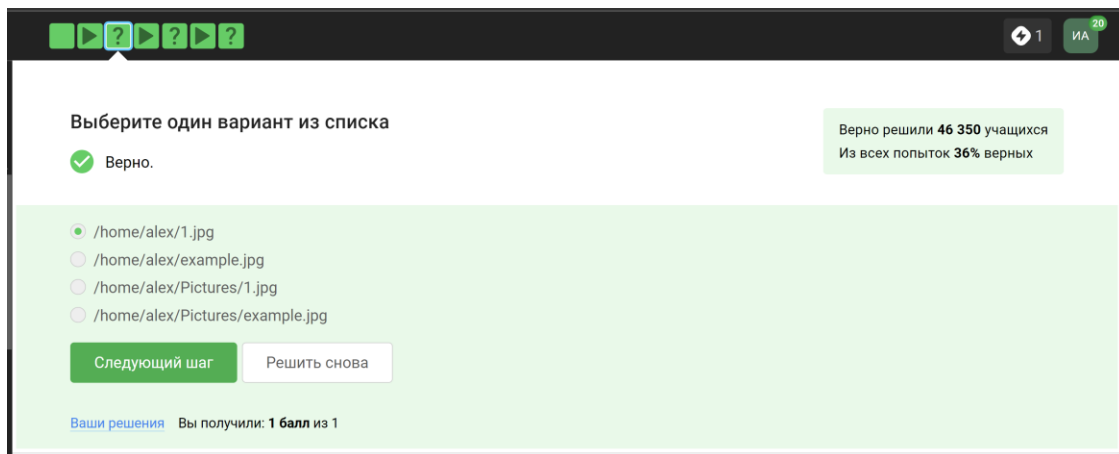 ? ? ? 1 ИА 20
Выберите один вариант из списка
Верно.
Верно решили 46 350 учащихся
Из всех попыток 36% верных
/home/alex/1.jpg
/home/alex/example.jpg
/home/alex/Pictures/1.jpg
/home/alex/Pictures/example.jpg
Следующий шаг Решить снова
Ваши решения Вы получили: 1 балл из 1